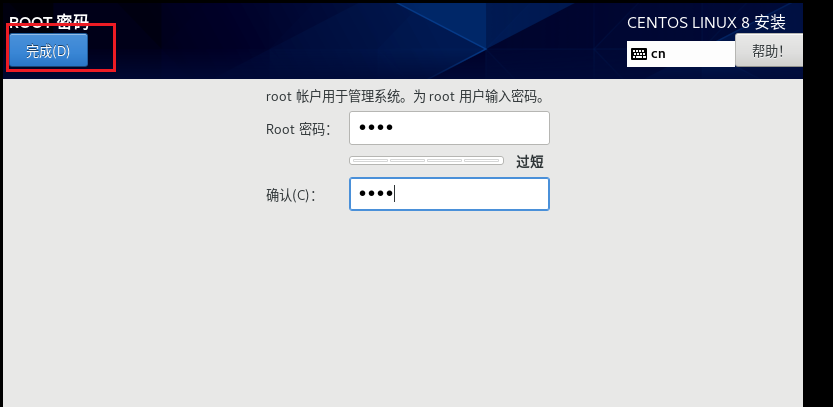 ROOT 密码
CENTOS LINUX 8 安装
完成(D)
cn
帮助！
root 帐户用于管理系统。为 root 用户输入密码。
Root 密码：
过短
确认(C)：